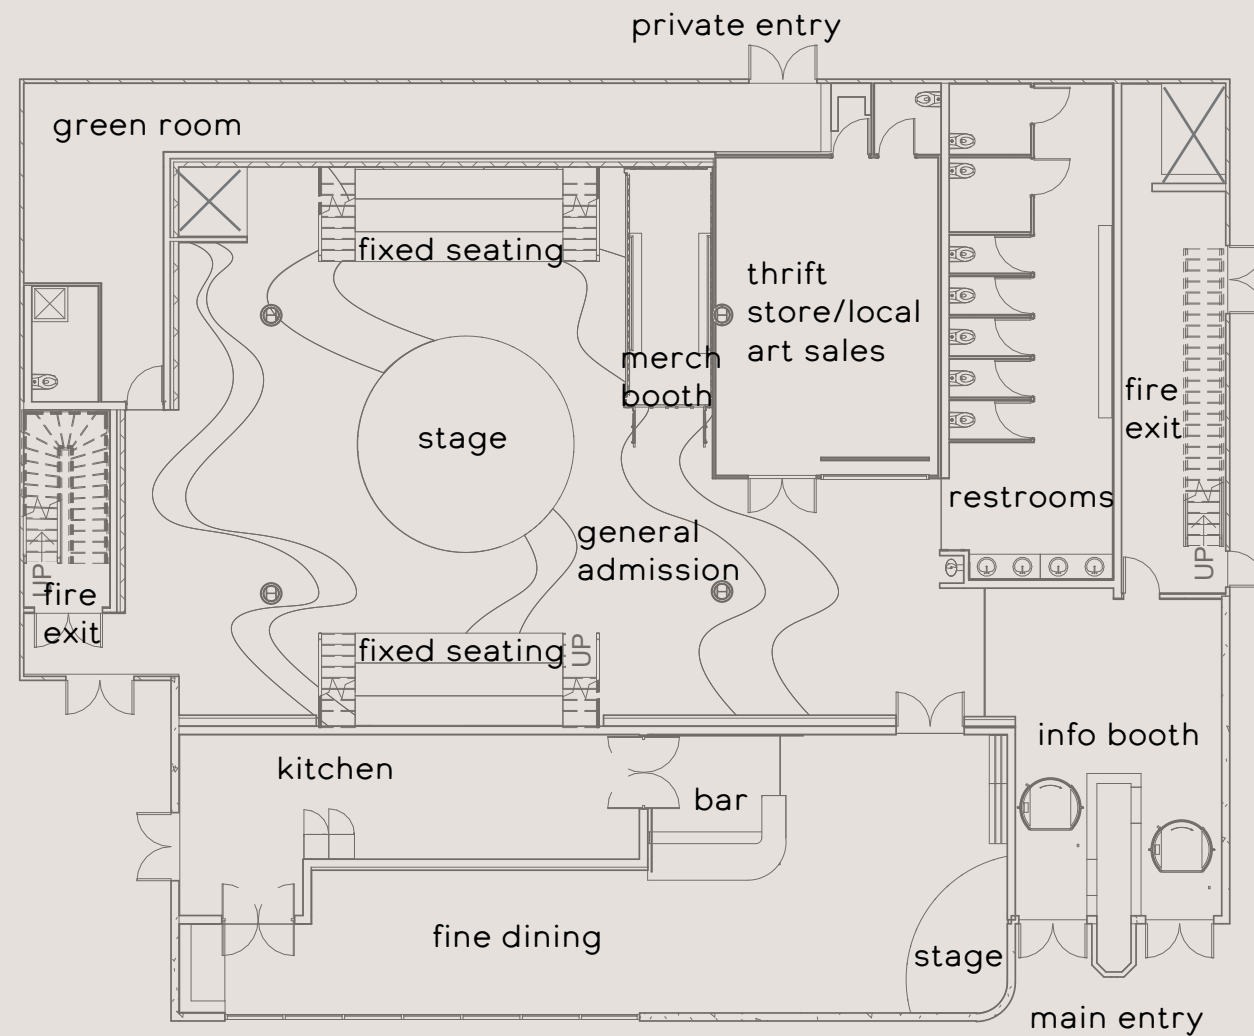 private entry
green room
fixed seating
thrift
store/local
art sales
merch
booth
fire
exit
stage
restrooms
general
admission
UP
UP
fire
exit
fixed seating
UP
info booth
kitchen
bar
fine dining
stage
main entry